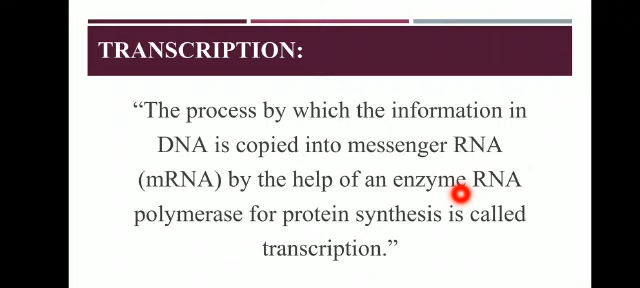 TRANSCRIPTION:
“The process by which the information in
DNA is copied into messenger RNA
(mRNA) by the help of an enzyme RNA
polymerase for protein synthesis is called
transcription.”